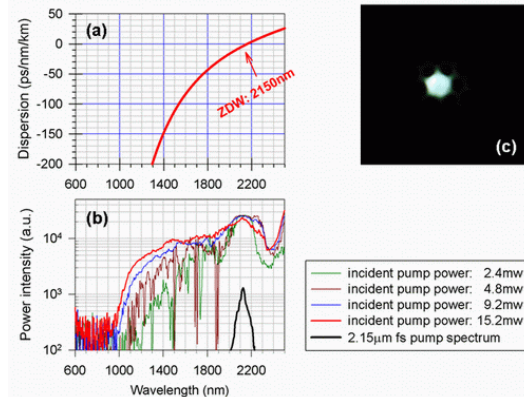 50
0
-50
-100
-150
-200
Dispersion (ps/nm/km)
(a)
ZDW: 2150nm
600 1000 1400 1800 2200
(c)
(b)
10⁴
10³
10²
Power intensity (a.u.)
600 1000 1400 1800 2200
Wavelength (nm)
incident pump power: 2.4mw
incident pump power: 4.8mw
incident pump power: 9.2mw
incident pump power: 15.2mw
2.15μm fs pump spectrum